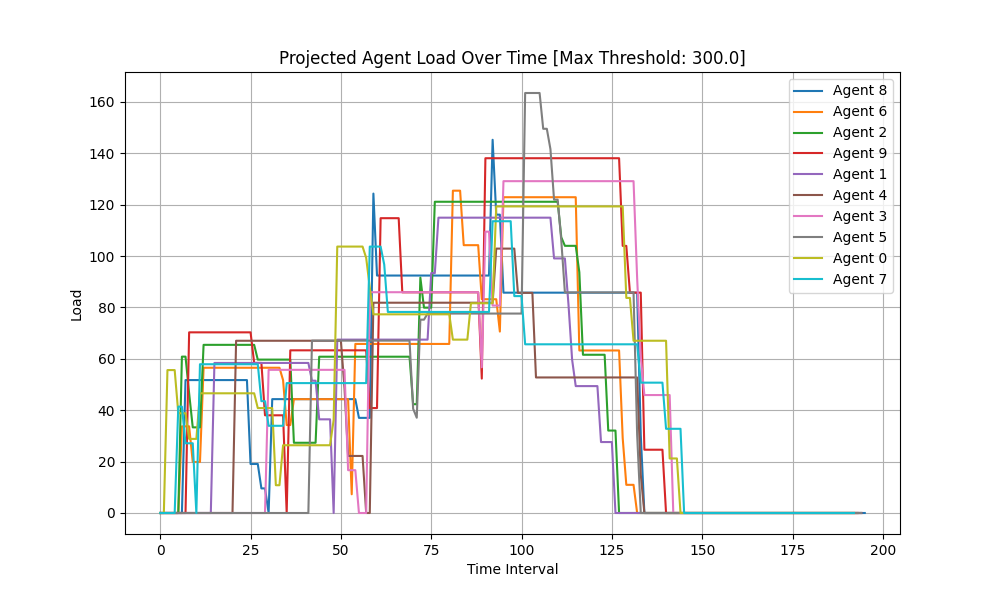 Projected Agent Load Over Time [Max Threshold: 300.0]
Load
160
140
120
100
80
60
40
20
0
0
25
50
75
100
125
150
175
200
Time Interval
Agent 8
Agent 6
Agent 2
Agent 9
Agent 1
Agent 4
Agent 3
Agent 5
Agent 0
Agent 7